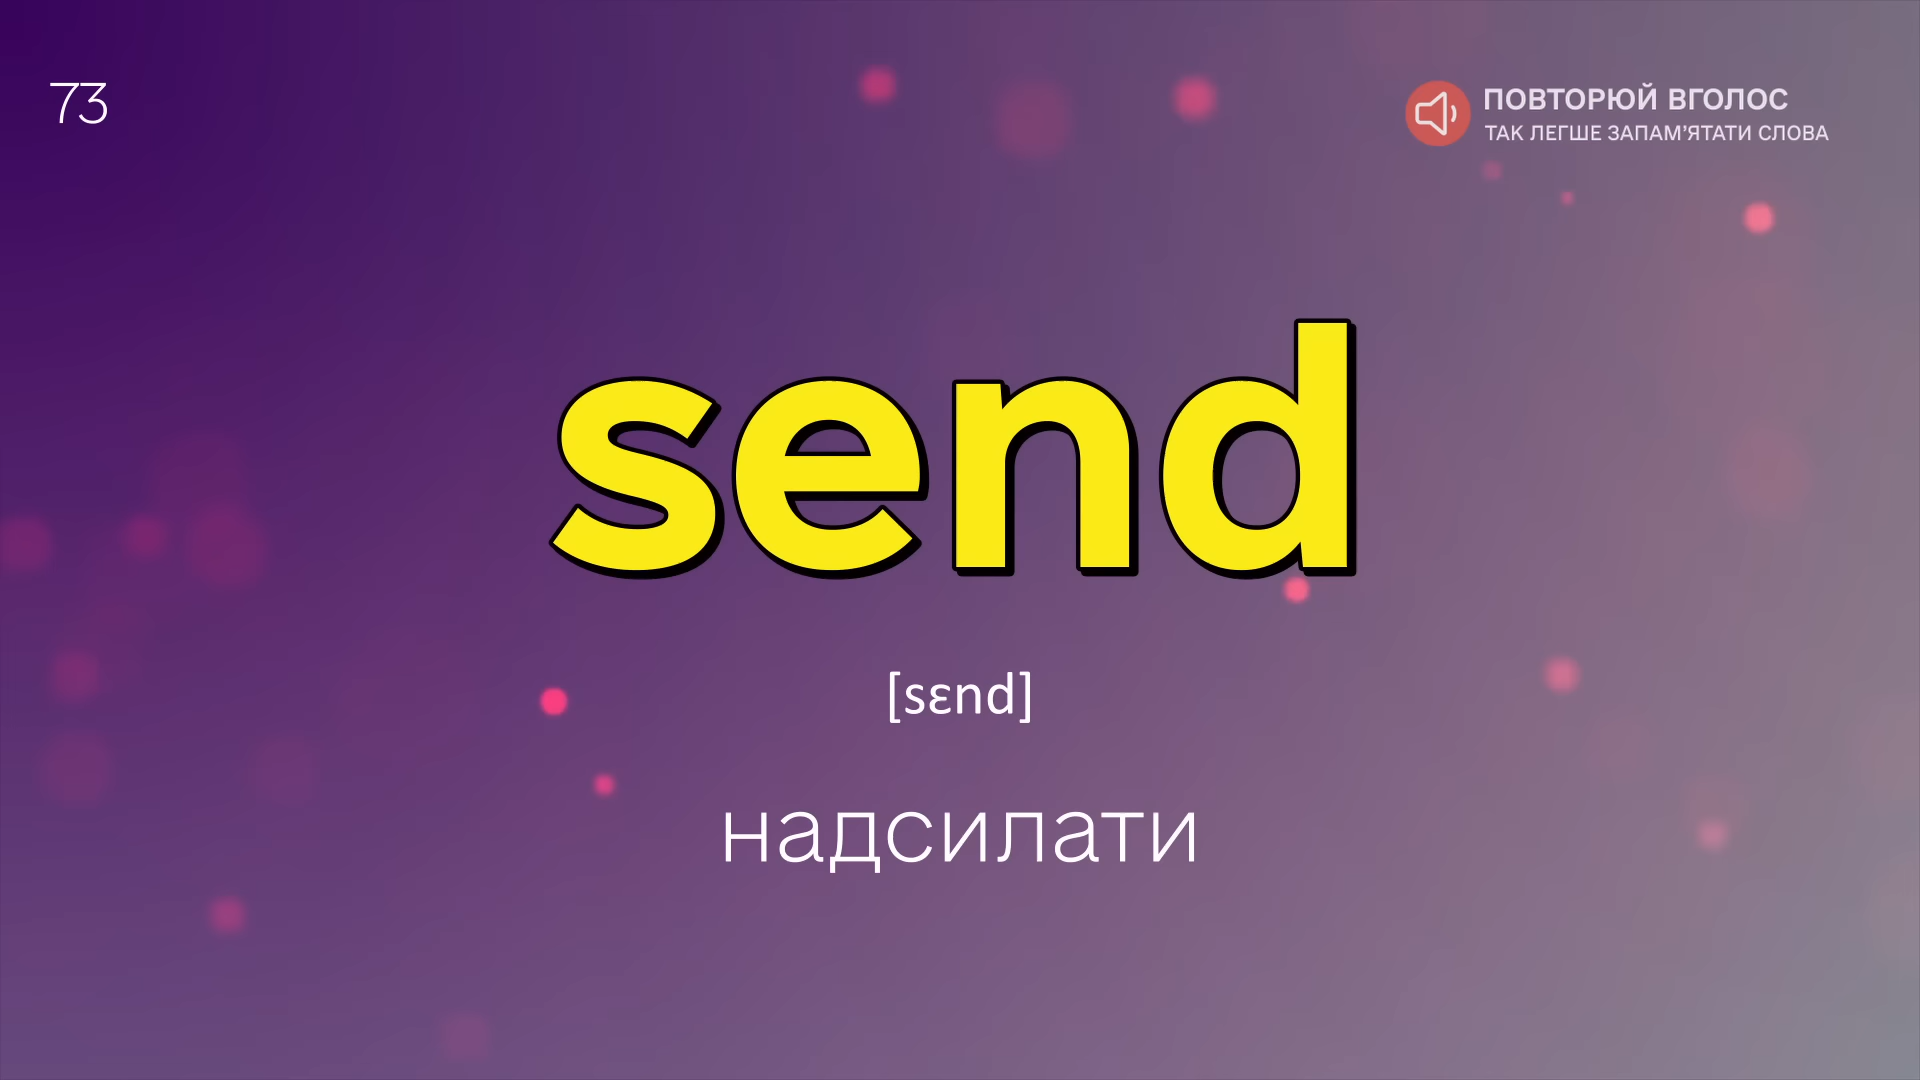 73
ПОВТОРЮЙ ВГОЛОС
ТАК ЛЕГШЕ ЗАПАМ’ЯТАТИ СЛОВА
send
[sɛnd]
надсилати